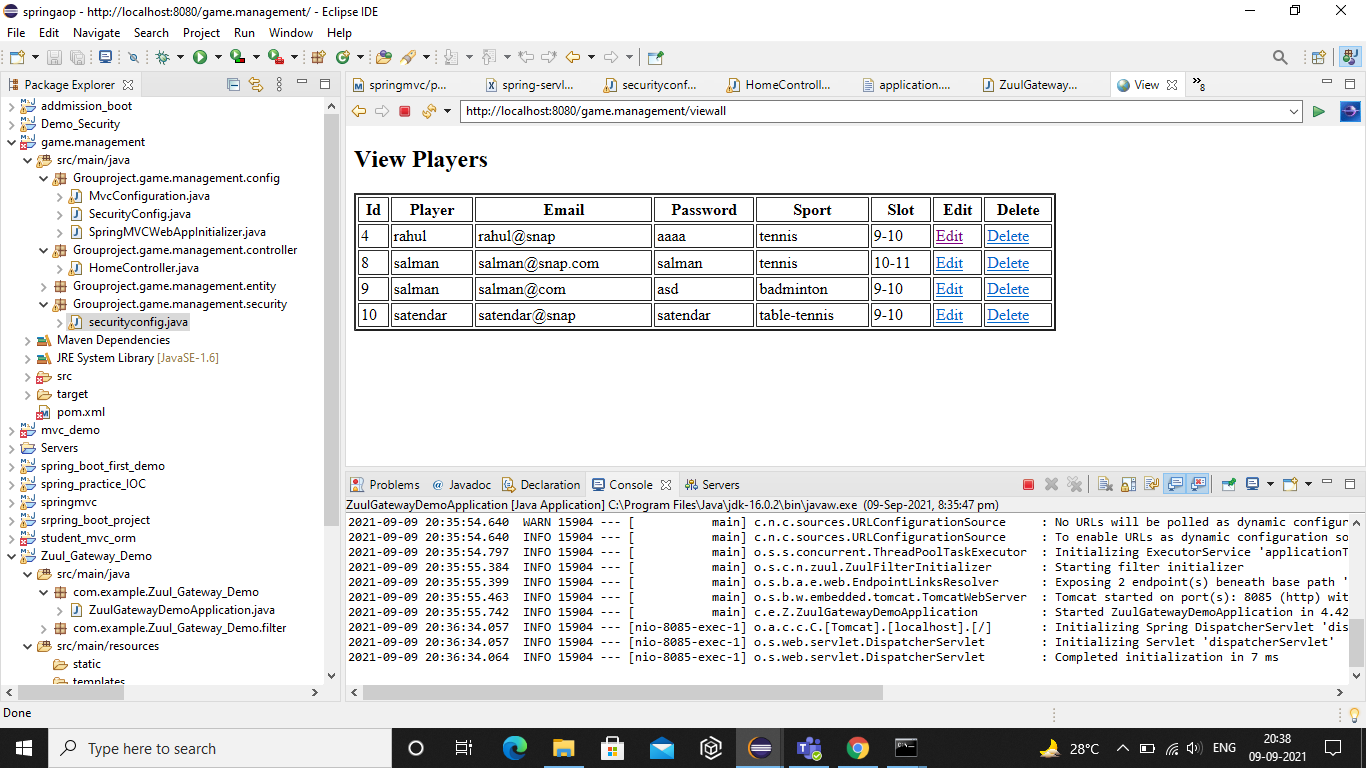 springaop - http://localhost:8080/game.management/ - Eclipse IDE
File Edit Navigate Search Project Run Window Help
Package Explorer
addmission_boot
Demo_Security
game.management
src/main/java
Grouproject.game.management.config
MvcConfiguration.java
SecurityConfig.java
SpringMVCWebAppInitializer.java
Grouproject.game.management.controller
HomeController.java
Grouproject.game.management.entity
Grouproject.game.management.security
securityconfig.java
Maven Dependencies
JRE System Library [JavaSE-1.6]
src
target
pom.xml
mvc_demo
Servers
spring_boot_first_demo
spring_practice_IOC
springmvc
srpring_boot_project
student_mvc_orm
Zuul_Gateway_Demo
src/main/java
com.example.Zuul_Gateway_Demo
ZuulGatewayDemoApplication.java
com.example.Zuul_Gateway_Demo.filter
src/main/resources
static
templates
springmvc/p... spring-servl... securityconf... HomeControll... application.... ZuulGateway... View »8
http://localhost:8080/game.management/viewall
View Players
Id Player Email Password Sport Slot Edit Delete
4 rahul rahul@snap aaaa tennis 9-10 Edit Delete
8 salman salman@snap.com salman tennis 10-11 Edit Delete
9 salman salman@com asd badminton 9-10 Edit Delete
10 satendar satendar@snap satendar table-tennis 9-10 Edit Delete
Problems @ Javadoc Declaration Console Servers
ZuulGatewayDemoApplication [Java Application] C:\Program Files\Java\jdk-16.0.2\bin\javaw.exe (09-Sep-2021, 8:35:47 pm)
2021-09-09 20:35:54.640 WARN 15904 --- [ main] c.n.c.sources.URLConfigurationSource : No URLs will be polled as dynamic configur
2021-09-09 20:35:54.640 INFO 15904 --- [ main] c.n.c.sources.URLConfigurationSource : To enable URLs as dynamic configuration so
2021-09-09 20:35:54.797 INFO 15904 --- [ main] o.s.s.concurrent.ThreadPoolTaskExecutor : Initializing ExecutorService 'applicationT
2021-09-09 20:35:55.384 INFO 15904 --- [ main] o.s.c.n.zuul.ZuulFilterInitializer : Starting filter initializer
2021-09-09 20:35:55.399 INFO 15904 --- [ main] o.s.b.a.e.web.EndpointLinksResolver : Exposing 2 endpoint(s) beneath base path '
2021-09-09 20:35:55.463 INFO 15904 --- [ main] o.s.b.w.embedded.tomcat.TomcatWebServer : Tomcat started on port(s): 8085 (http) wit
2021-09-09 20:35:55.742 INFO 15904 --- [ main] c.e.Z.ZuulGatewayDemoApplication : Started ZuulGatewayDemoApplication in 4.42
2021-09-09 20:36:34.057 INFO 15904 --- [nio-8085-exec-1] o.a.c.c.C.[Tomcat].[localhost].[/] : Initializing Spring DispatcherServlet 'dis
2021-09-09 20:36:34.057 INFO 15904 --- [nio-8085-exec-1] o.s.web.servlet.DispatcherServlet : Initializing Servlet 'dispatcherServlet'
2021-09-09 20:36:34.064 INFO 15904 --- [nio-8085-exec-1] o.s.web.servlet.DispatcherServlet : Completed initialization in 7 ms
Done
Type here to search
28°C ENG 20:38
09-09-2021